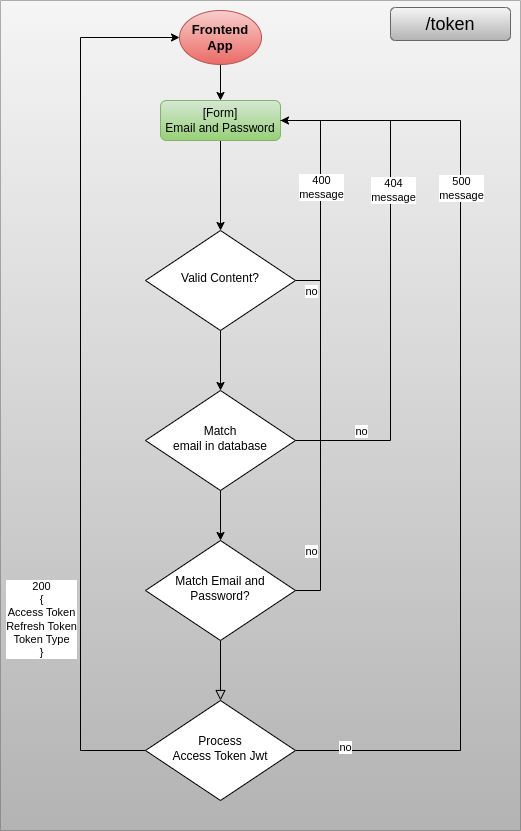 /token
Frontend
App
[Form]
Email and Password
400
message
404
message
500
message
Valid Content?
no
Match
email in database
no
no
Match Email and
Password?
200
{
Access Token
Refresh Token
Token Type
}
Process
Access Token Jwt
no